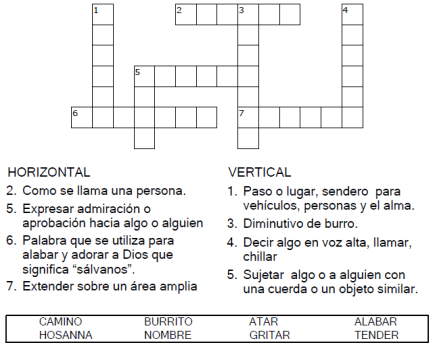 1
2
3
4
5
6
7
HORIZONTAL
2. Como se llama una persona.
5. Expresar admiración o
aprobación hacia algo o alguien
6. Palabra que se utiliza para
alabar y adorar a Dios que
significa “sálvanos”.
7. Extender sobre un área amplia
VERTICAL
1. Paso o lugar, sendero para
vehículos, personas y el alma.
3. Diminutivo de burro.
4. Decir algo en voz alta, llamar,
chillar
5. Sujetar algo o a alguien con
una cuerda o un objeto similar.
CAMINO BURRITO ATAR ALABAR
HOSANNA NOMBRE GRITAR TENDER